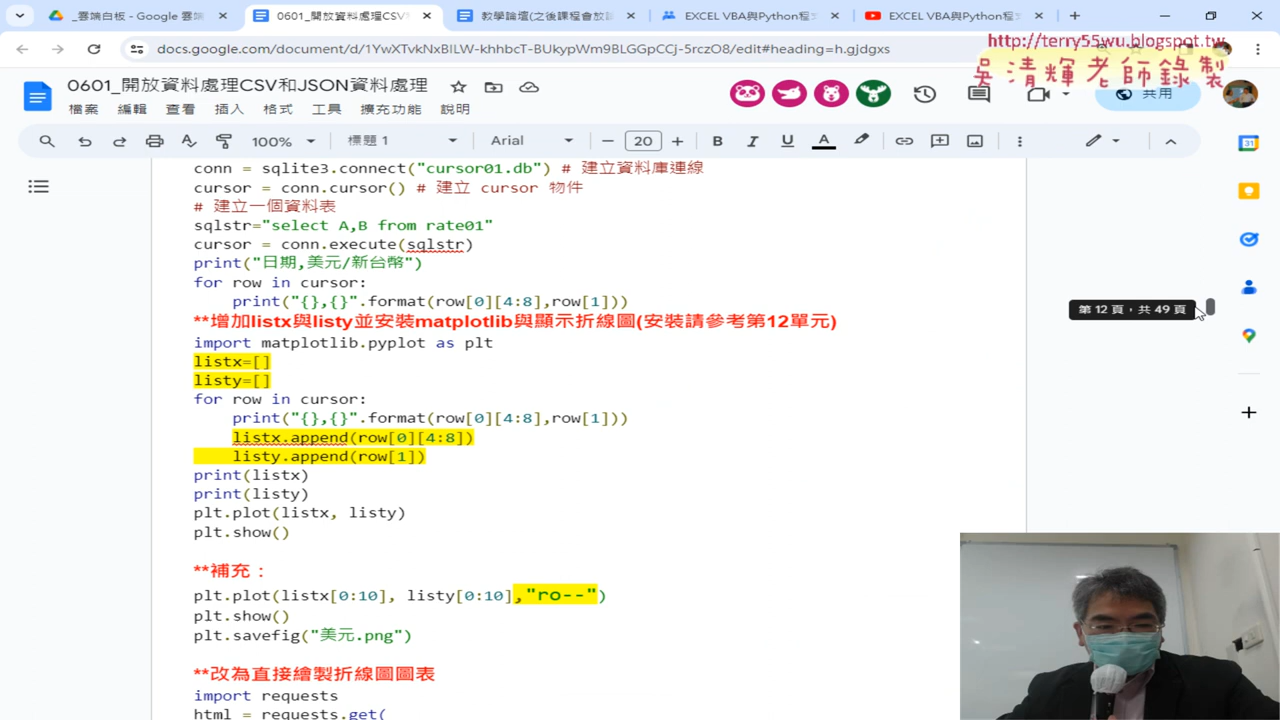 _雲端白板 - Google 雲端
0601_開放資料處理CSV
教學論壇(之後課程會放
EXCEL VBA與Python程
EXCEL VBA與Python程
docs.google.com/document/d/1YwXTvkNxBILW-khhbcT-BUkypWm9BLGGpCCj-5rczO8/edit#heading=h.gjdgxs
http://terry55wu.blogspot.tw
吳清輝老師錄製
0601_開放資料處理CSV和JSON資料處理
檔案 編輯 查看 插入 格式 工具 擴充功能 說明
共用
100% 標題 1 Arial 20 B I U A
conn = sqlite3.connect("cursor01.db") # 建立資料庫連線
cursor = conn.cursor() # 建立 cursor 物件
# 建立一個資料表
sqlstr="select A,B from rate01"
cursor = conn.execute(sqlstr)
print("日期,美元/新台幣")
for row in cursor:
print("{},{}".format(row[0][4:8],row[1]))
第 12 頁，共 49 頁
**增加listx與listy並安裝matplotlib與顯示折線圖(安裝請參考第12單元)
import matplotlib.pyplot as plt
listx=[]
listy=[]
for row in cursor:
print("{},{}".format(row[0][4:8],row[1]))
listx.append(row[0][4:8])
listy.append(row[1])
print(listx)
print(listy)
plt.plot(listx, listy)
plt.show()
**補充：
plt.plot(listx[0:10], listy[0:10],"ro--")
plt.show()
plt.savefig("美元.png")
**改為直接繪製折線圖圖表
import requests
html = requests.get(